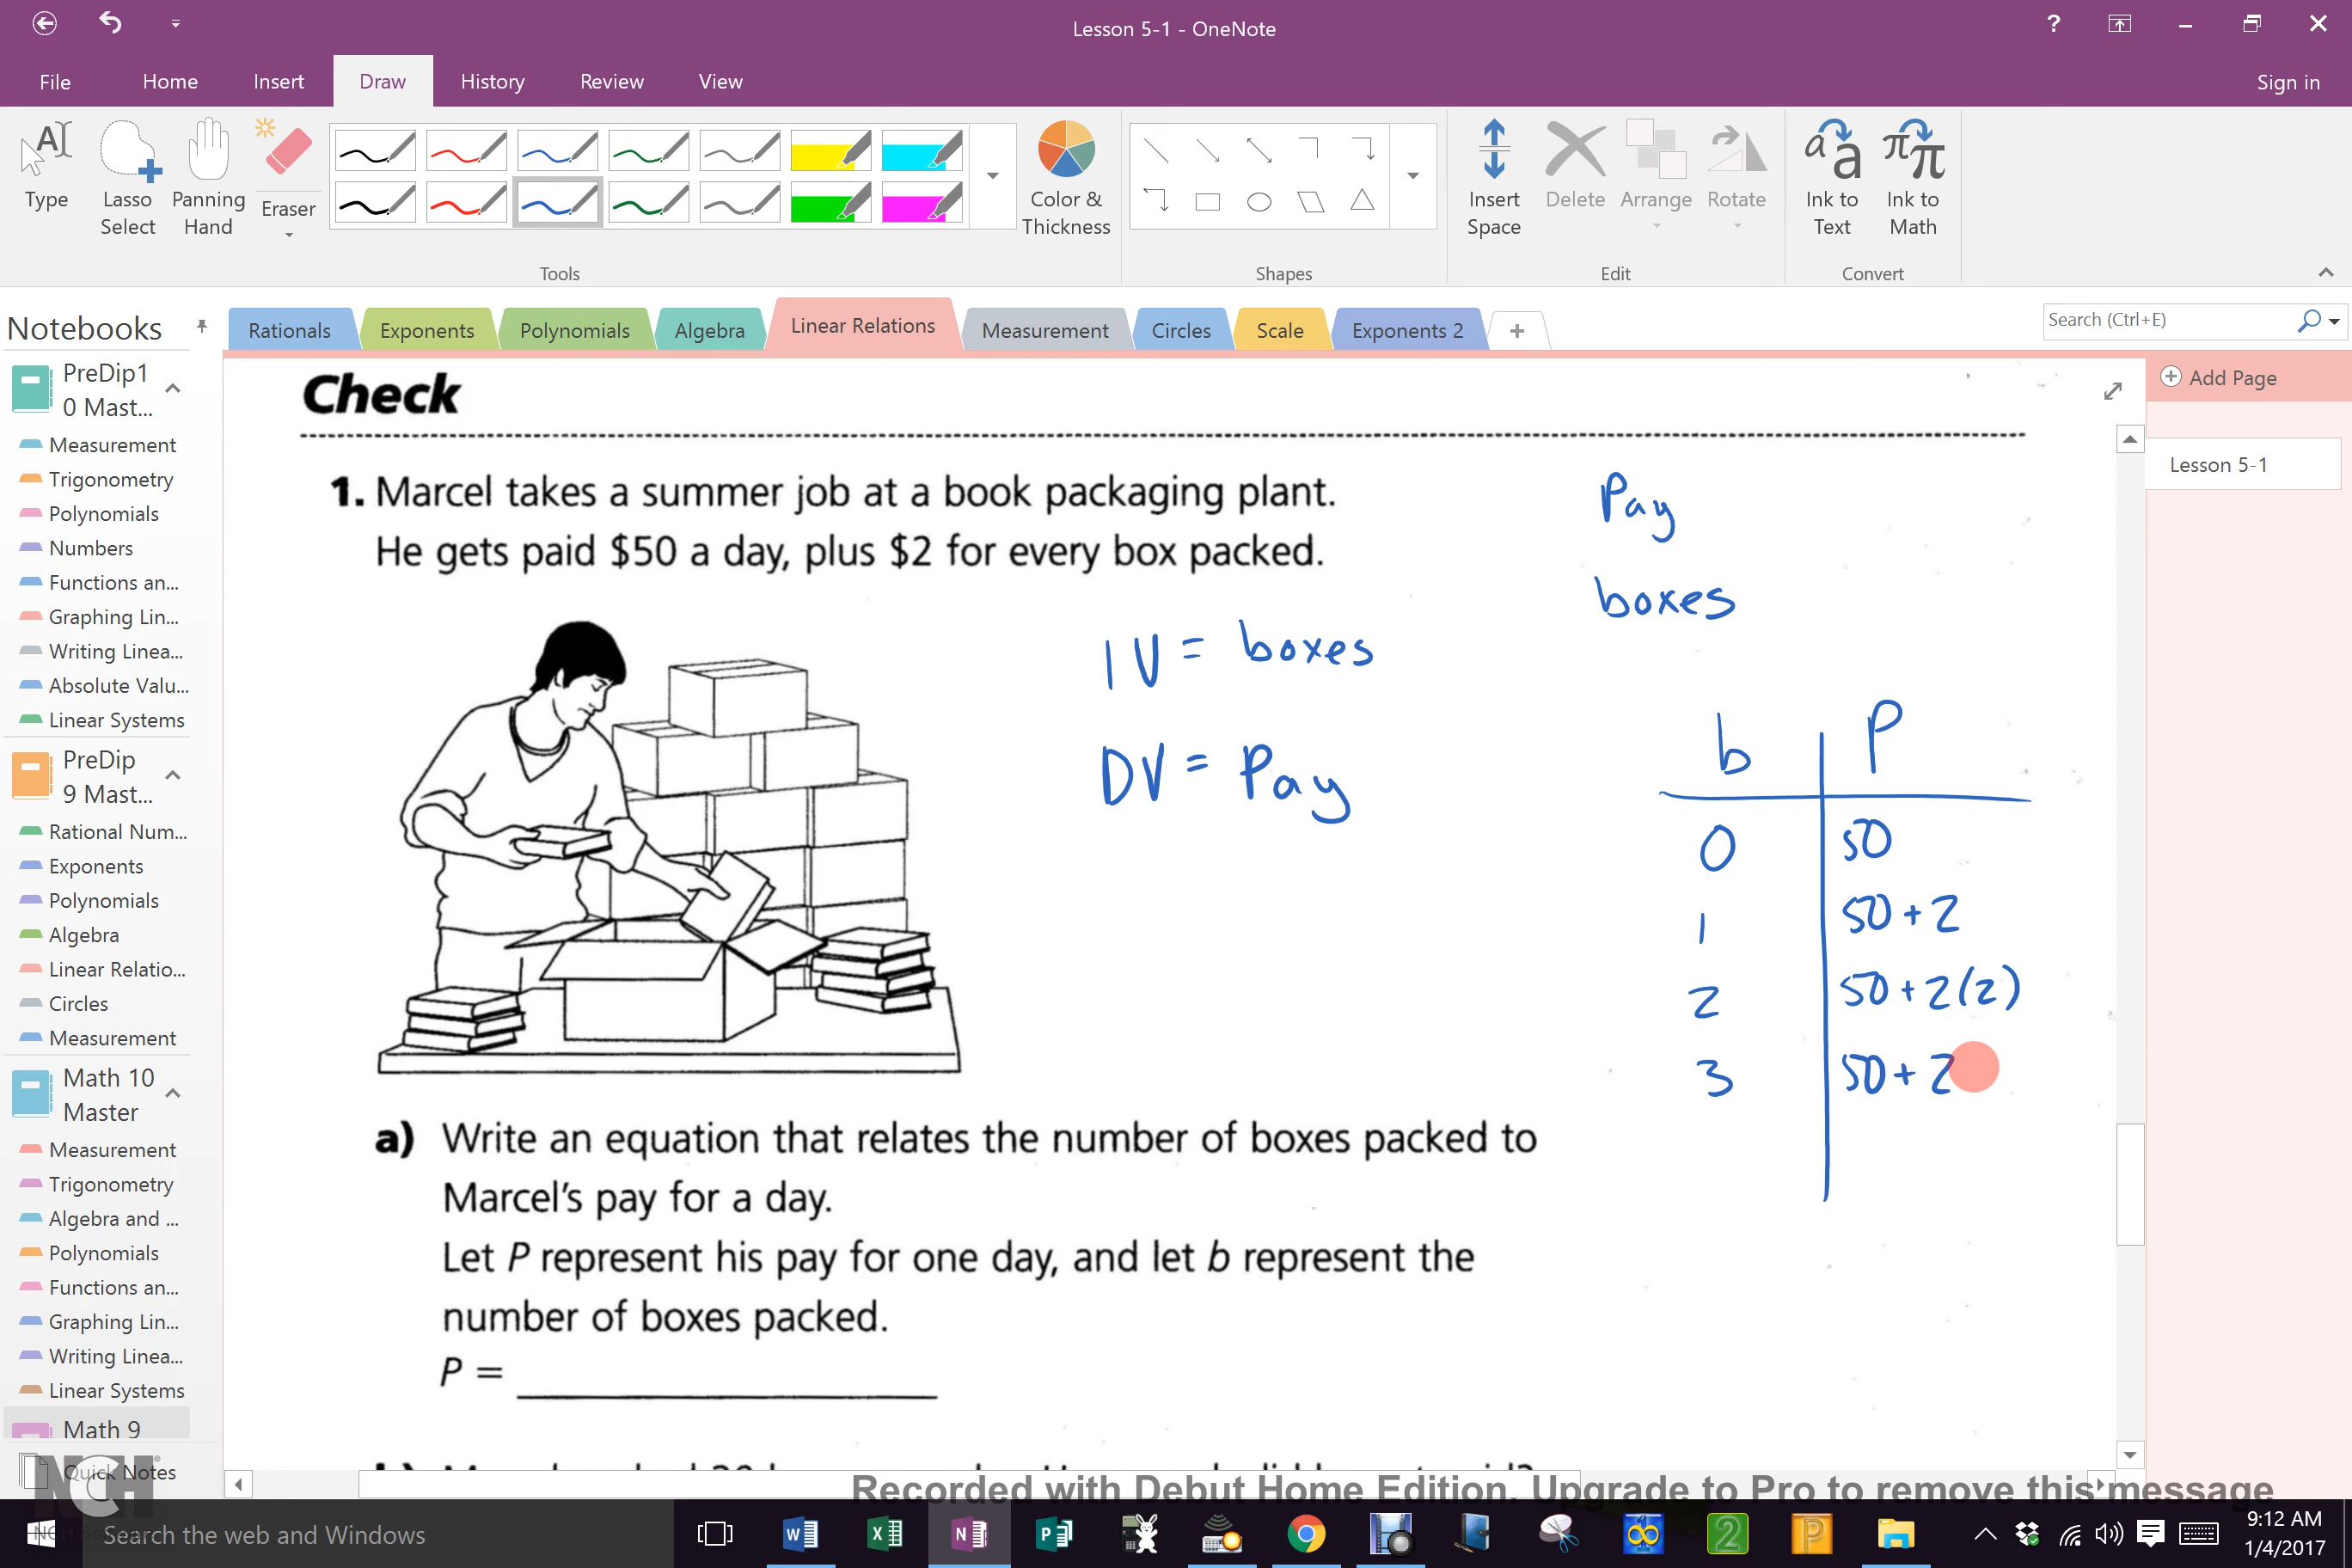 Lesson 5-1 - OneNote
File Home Insert Draw History Review View Sign in
Type Lasso Select Panning Hand Eraser Color & Thickness Insert Space Delete Arrange Rotate Ink to Text Ink to Math
Tools Shapes Edit Convert
Notebooks
Rationals Exponents Polynomials Algebra Linear Relations Measurement Circles Scale Exponents 2 +
Search (Ctrl+E)
Add Page
Lesson 5-1
PreDip1
0 Mast...
Measurement
Trigonometry
Polynomials
Numbers
Functions an...
Graphing Lin...
Writing Linea...
Absolute Valu...
Linear Systems
PreDip
9 Mast...
Rational Num...
Exponents
Polynomials
Algebra
Linear Relatio...
Circles
Measurement
Math 10
Master
Measurement
Trigonometry
Algebra and ...
Polynomials
Functions an...
Graphing Lin...
Writing Linea...
Linear Systems
Math 9
Quick Notes
Check
1. Marcel takes a summer job at a book packaging plant.
He gets paid $50 a day, plus $2 for every box packed.
Pay
boxes
IV = boxes
DV = Pay
b P
0 50
1 50 + 2
2 50 + 2(2)
3 50 + 2
a) Write an equation that relates the number of boxes packed to
Marcel's pay for a day.
Let P represent his pay for one day, and let b represent the
number of boxes packed.
P =
Recorded with Debut Home Edition. Upgrade to Pro to remove this message
NCH
Search the web and Windows
9:12 AM
1/4/2017